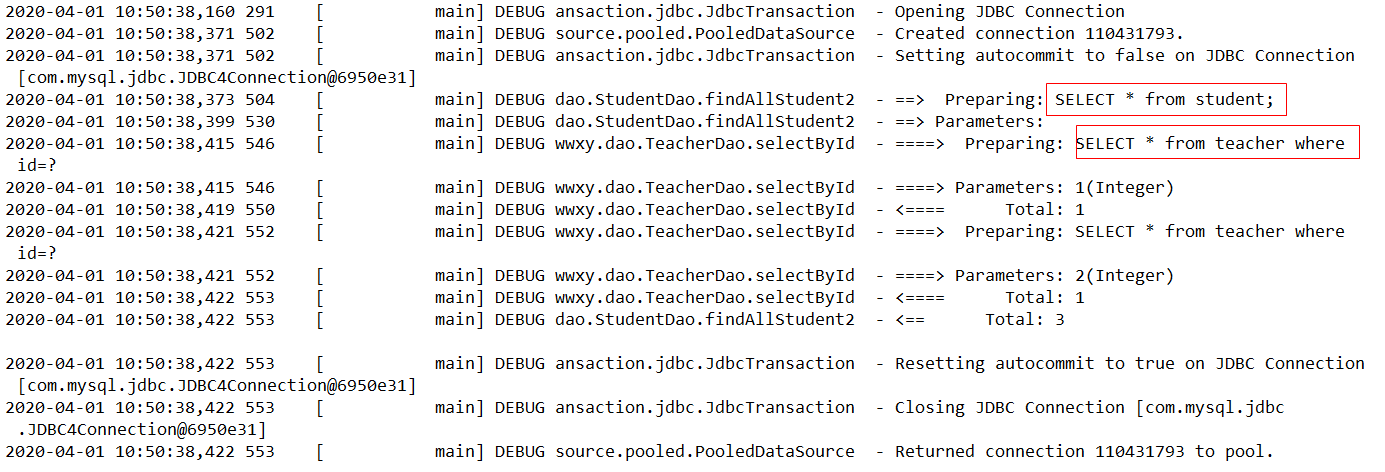 2020-04-01 10:50:38,160 291    [           main] DEBUG ansaction.jdbc.JdbcTransaction  - Opening JDBC Connection
2020-04-01 10:50:38,371 502    [           main] DEBUG source.pooled.PooledDataSource  - Created connection 110431793.
2020-04-01 10:50:38,371 502    [           main] DEBUG ansaction.jdbc.JdbcTransaction  - Setting autocommit to false on JDBC Connection
[com.mysql.jdbc.JDBC4Connection@6950e31]
2020-04-01 10:50:38,373 504    [           main] DEBUG dao.StudentDao.findAllStudent2  - ==>  Preparing: SELECT * from student;
2020-04-01 10:50:38,399 530    [           main] DEBUG dao.StudentDao.findAllStudent2  - ==> Parameters:
2020-04-01 10:50:38,415 546    [           main] DEBUG wwxy.dao.TeacherDao.selectById  - ====>  Preparing: SELECT * from teacher where
id=?
2020-04-01 10:50:38,415 546    [           main] DEBUG wwxy.dao.TeacherDao.selectById  - ====> Parameters: 1(Integer)
2020-04-01 10:50:38,419 550    [           main] DEBUG wwxy.dao.TeacherDao.selectById  - <====      Total: 1
2020-04-01 10:50:38,421 552    [           main] DEBUG wwxy.dao.TeacherDao.selectById  - ====>  Preparing: SELECT * from teacher where
id=?
2020-04-01 10:50:38,421 552    [           main] DEBUG wwxy.dao.TeacherDao.selectById  - ====> Parameters: 2(Integer)
2020-04-01 10:50:38,422 553    [           main] DEBUG wwxy.dao.TeacherDao.selectById  - <====      Total: 1
2020-04-01 10:50:38,422 553    [           main] DEBUG dao.StudentDao.findAllStudent2  - <==      Total: 3
2020-04-01 10:50:38,422 553    [           main] DEBUG ansaction.jdbc.JdbcTransaction  - Resetting autocommit to true on JDBC Connection
[com.mysql.jdbc.JDBC4Connection@6950e31]
2020-04-01 10:50:38,422 553    [           main] DEBUG ansaction.jdbc.JdbcTransaction  - Closing JDBC Connection [com.mysql.jdbc
.JDBC4Connection@6950e31]
2020-04-01 10:50:38,422 553    [           main] DEBUG source.pooled.PooledDataSource  - Returned connection 110431793 to pool.